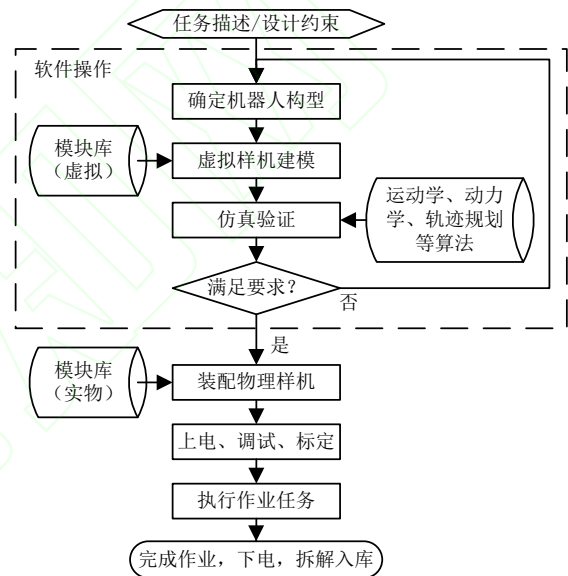 任务描述/设计约束
软件操作
确定机器人构型
模块库
（虚拟）
虚拟样机建模
仿真验证
运动学、动力
学、轨迹规划
等算法
满足要求？
否
是
模块库
（实物）
装配物理样机
上电、调试、标定
执行作业任务
完成作业，下电，拆解入库